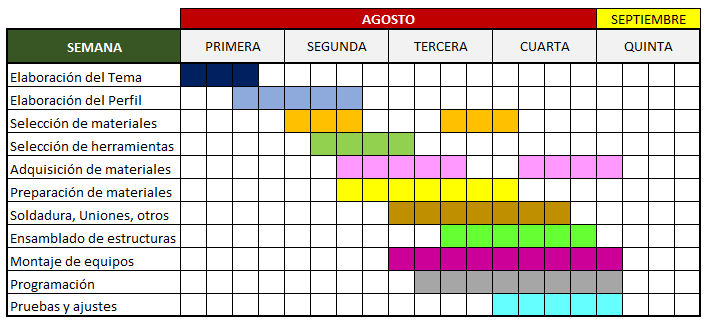 AGOSTO SEPTIEMBRE
SEMANA PRIMERA SEGUNDA TERCERA CUARTA QUINTA
Elaboración del Tema
Elaboración del Perfil
Selección de materiales
Selección de herramientas
Adquisición de materiales
Preparación de materiales
Soldadura, Uniones, otros
Ensamblado de estructuras
Montaje de equipos
Programación
Pruebas y ajustes